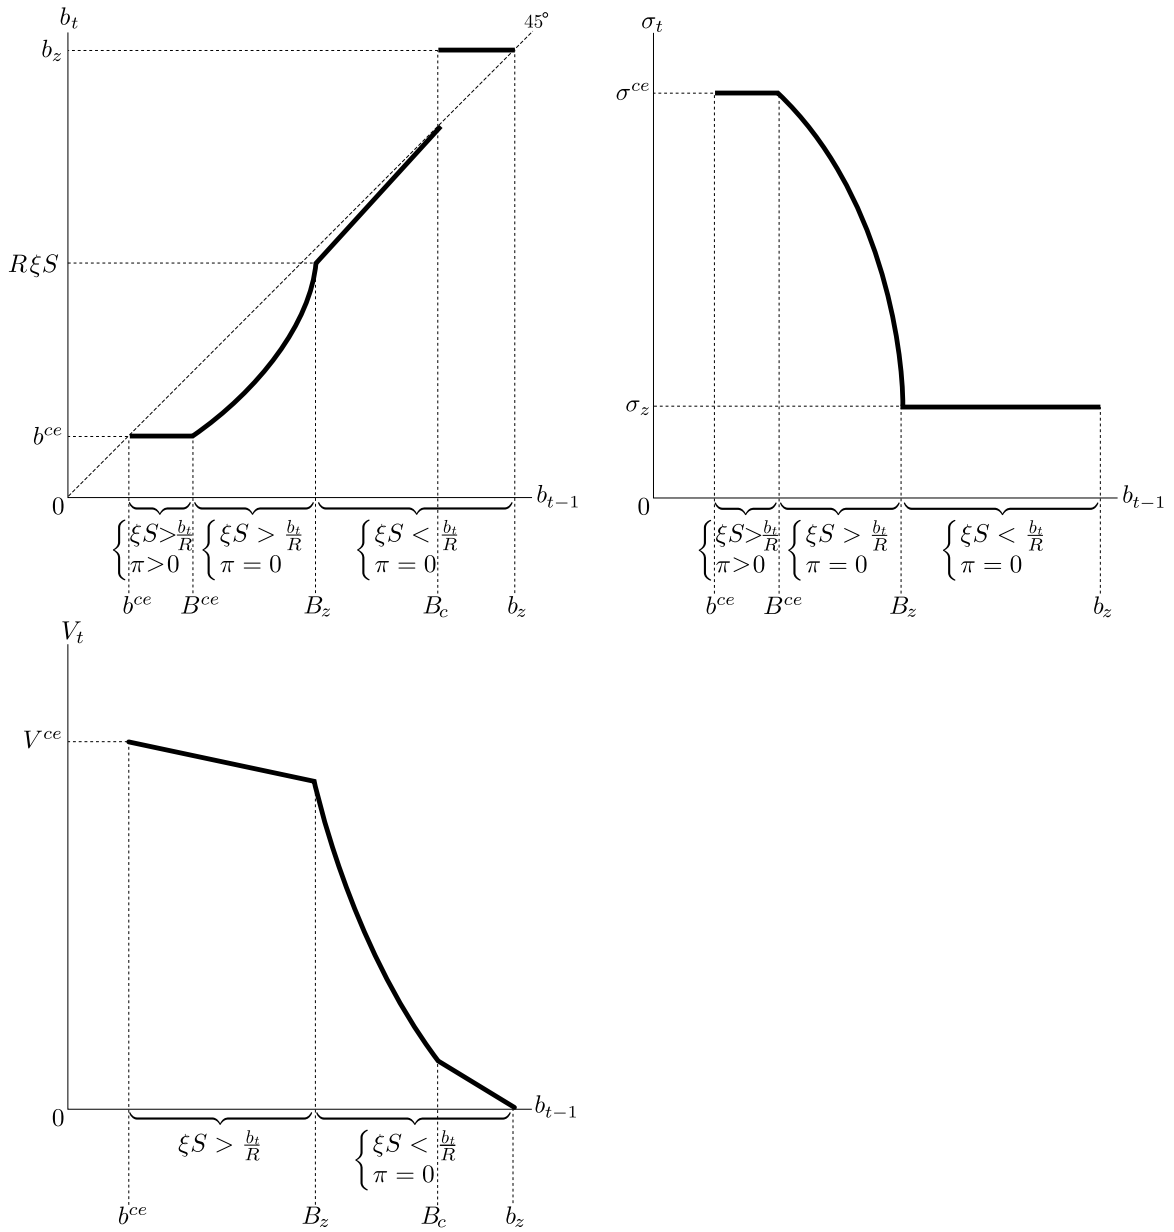 b_t
45°
b_z
RξS
b^{ce}
0
b_{t−1}
{ ξS > b_t/R
π > 0
{ ξS > b_t/R
π = 0
{ ξS < b_t/R
π = 0
b^{ce} B^{ce} B_z B_c b_z
σ_t
σ^{ce}
σ_z
0
b_{t−1}
{ ξS > b_t/R
π > 0
{ ξS > b_t/R
π = 0
{ ξS < b_t/R
π = 0
b^{ce} B^{ce} B_z b_z
V_t
V^{ce}
0
b_{t−1}
ξS > b_t/R
{ ξS < b_t/R
π = 0
b^{ce} B_z B_c b_z